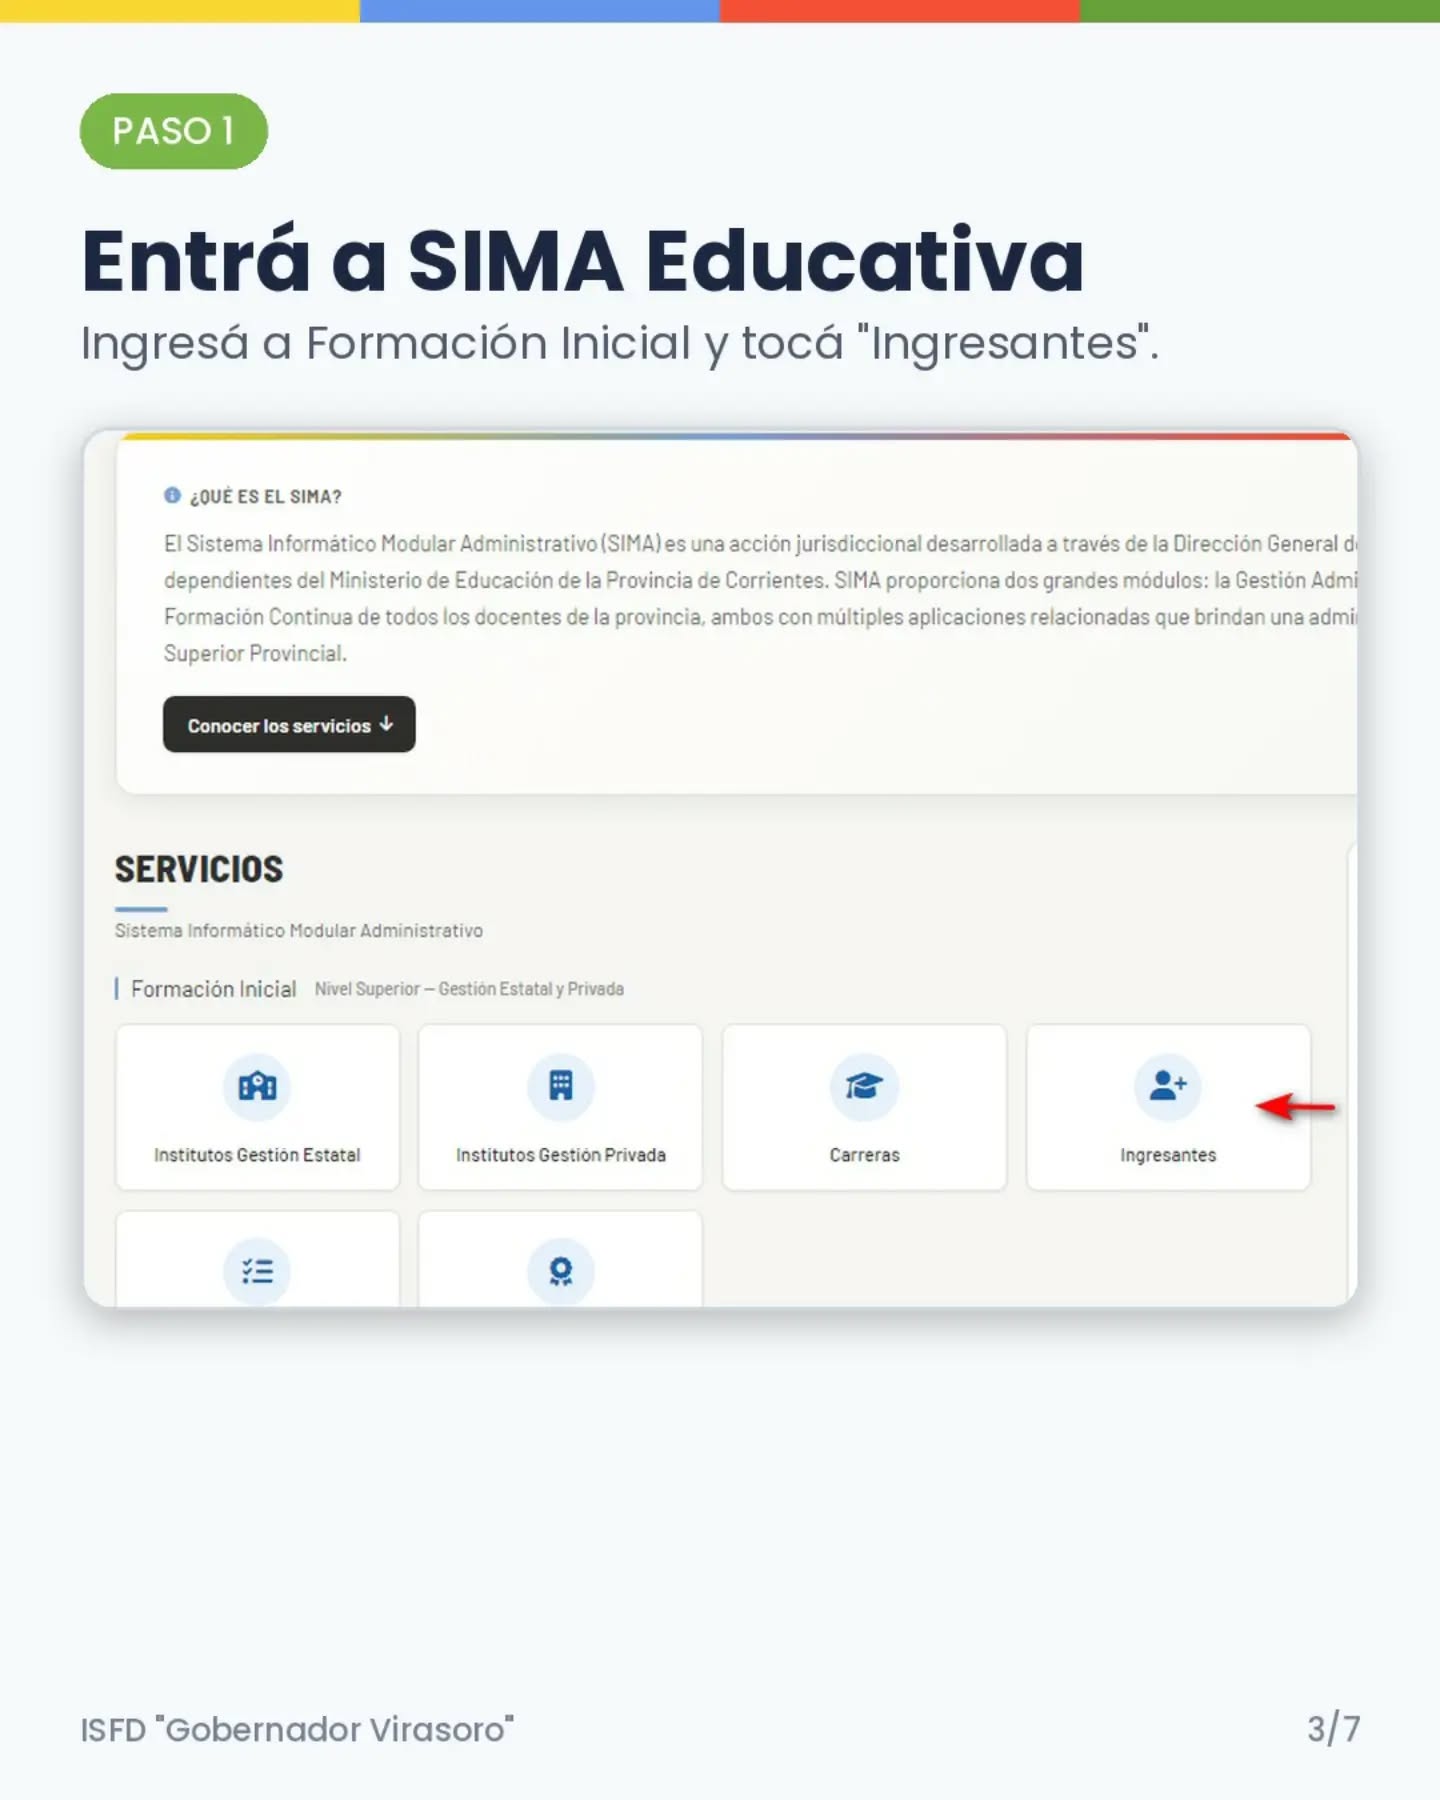 PASO 1
Entrá a SIMA Educativa
Ingresá a Formación Inicial y tocá "Ingresantes".
¿QUÉ ES EL SIMA?
El Sistema Informático Modular Administrativo (SIMA) es una acción jurisdiccional desarrollada a través de la Dirección General
dependientes del Ministerio de Educación de la Provincia de Corrientes. SIMA proporciona dos grandes módulos: la Gestión
Formación Continua de todos los docentes de la provincia, ambos con múltiples aplicaciones relacionadas que brindan una
Superior Provincial.
Conocer los servicios ↓
SERVICIOS
Sistema Informático Modular Administrativo
Formación Inicial Nivel Superior – Gestión Estatal y Privada
Institutos Gestión Estatal
Institutos Gestión Privada
Carreras
Ingresantes
ISFD "Gobernador Virasoro"
3/7